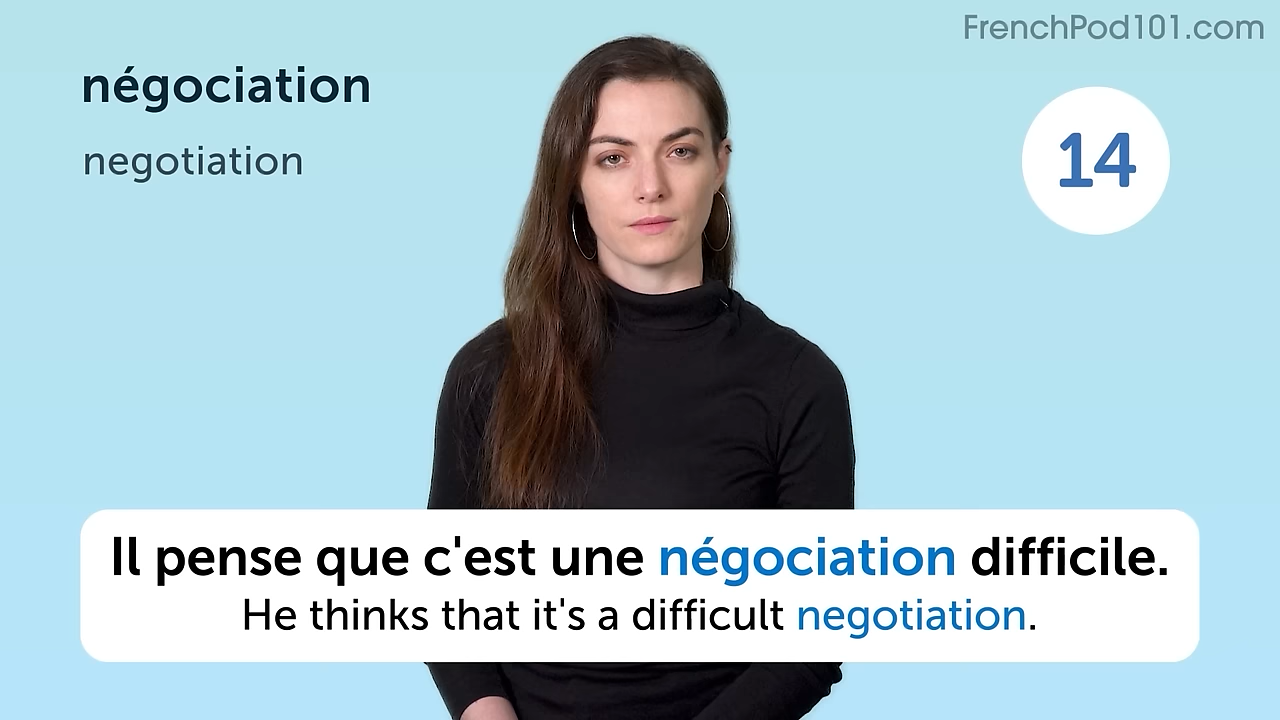 FrenchPod101.com
négociation
negotiation
14
Il pense que c'est une négociation difficile.
He thinks that it's a difficult negotiation.